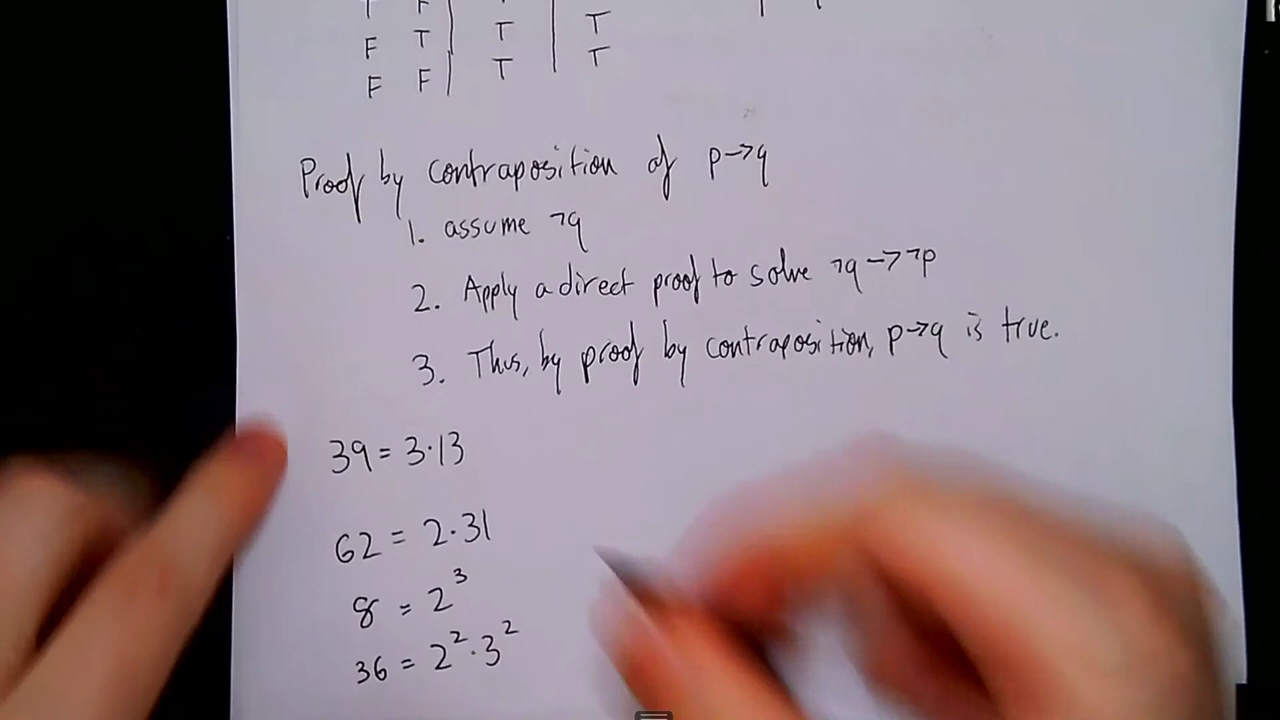 T F T
F T T T
F F T T
Proof by contraposition of p→q
1. assume ¬q
2. Apply a direct proof to solve ¬q→¬p
3. Thus, by proof by contraposition, p→q is true.
39 = 3·13
62 = 2·31
8 = 2³
36 = 2²·3²